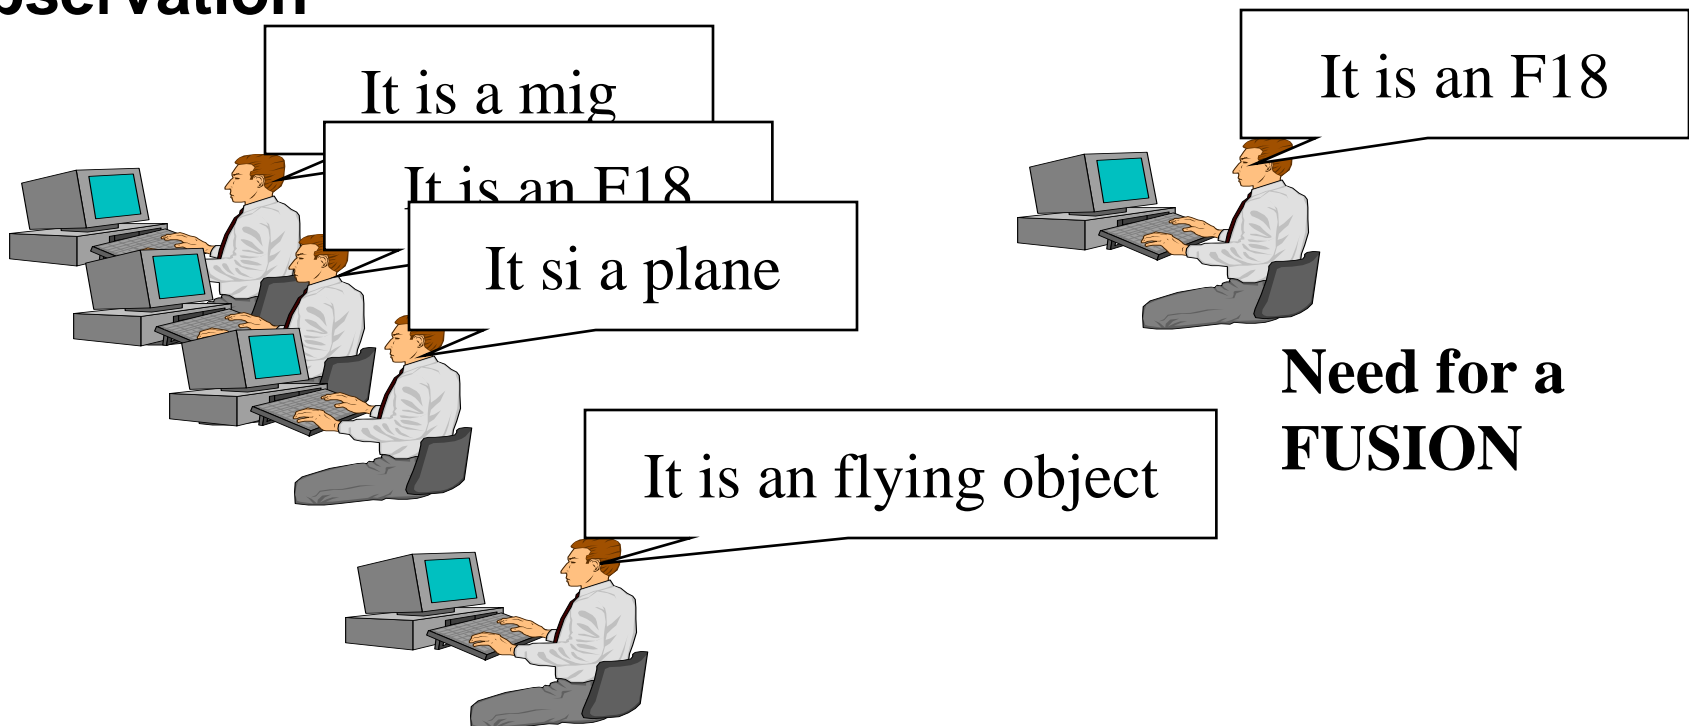 It is a mig
It is an F18
It si a plane
It is an flying object
It is an F18
Need for a
FUSION